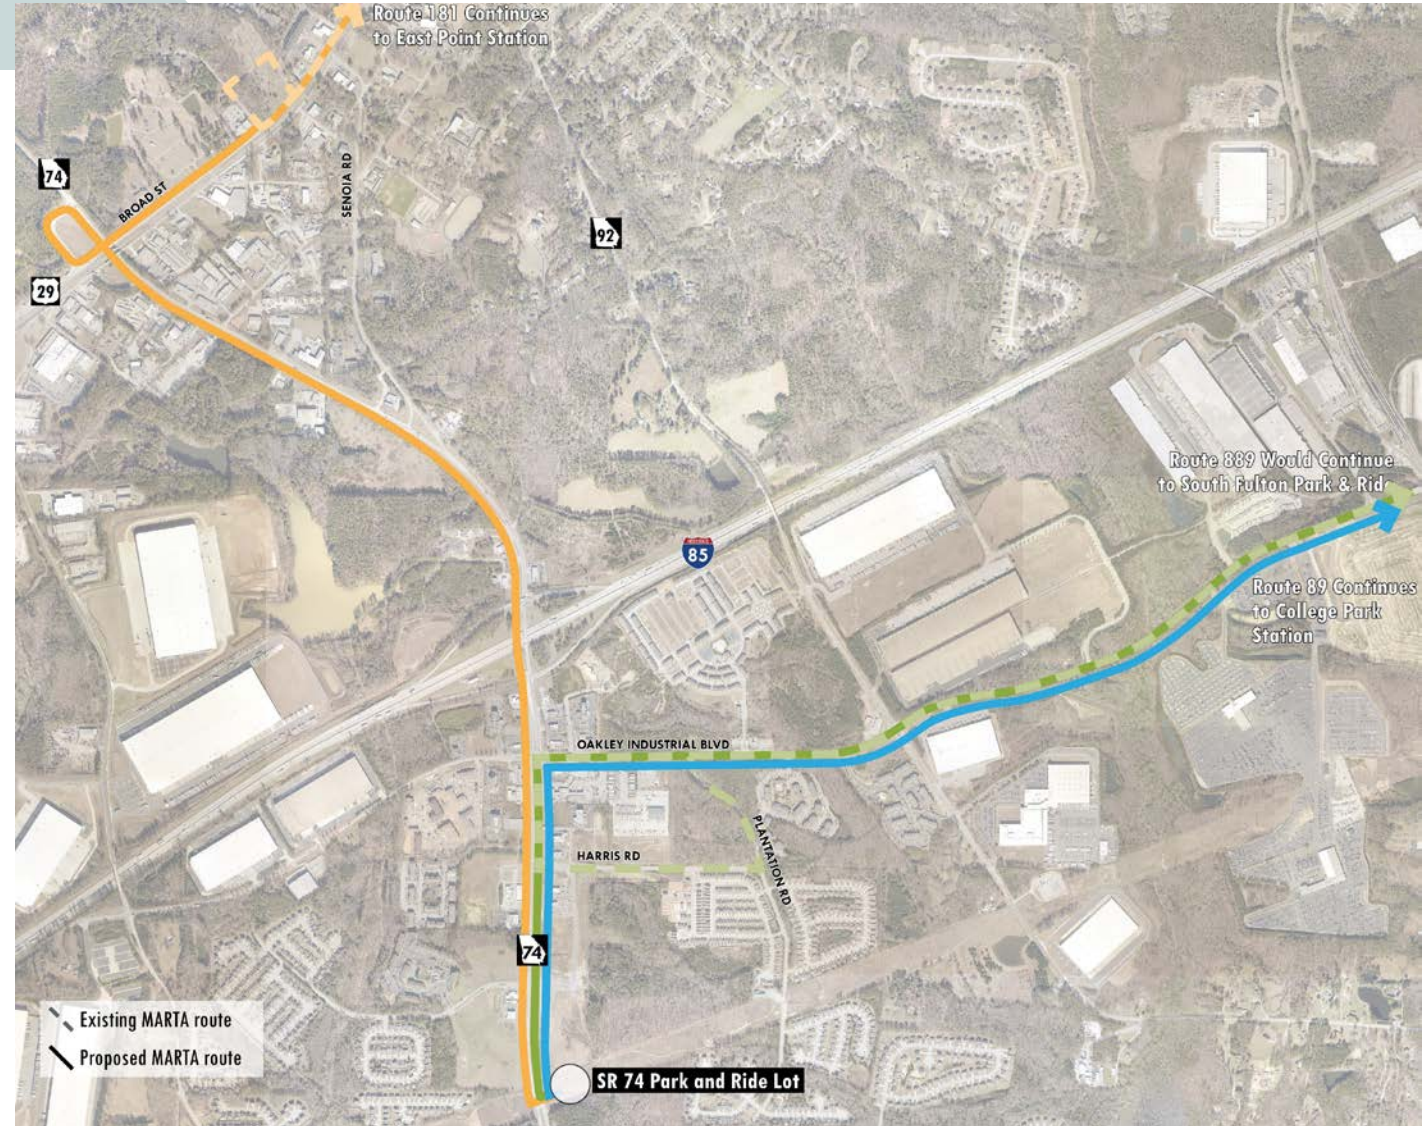 Route 181 Continues
to East Point Station
74
BROAD ST
SENOIA RD
92
29
Route 889 Would Continue
to South Fulton Park & Ride
85
Route 89 Continues
to College Park
Station
OAKLEY INDUSTRIAL BLVD
PLANTATION RD
HARRIS RD
74
Existing MARTA route
Proposed MARTA route
SR 74 Park and Ride Lot